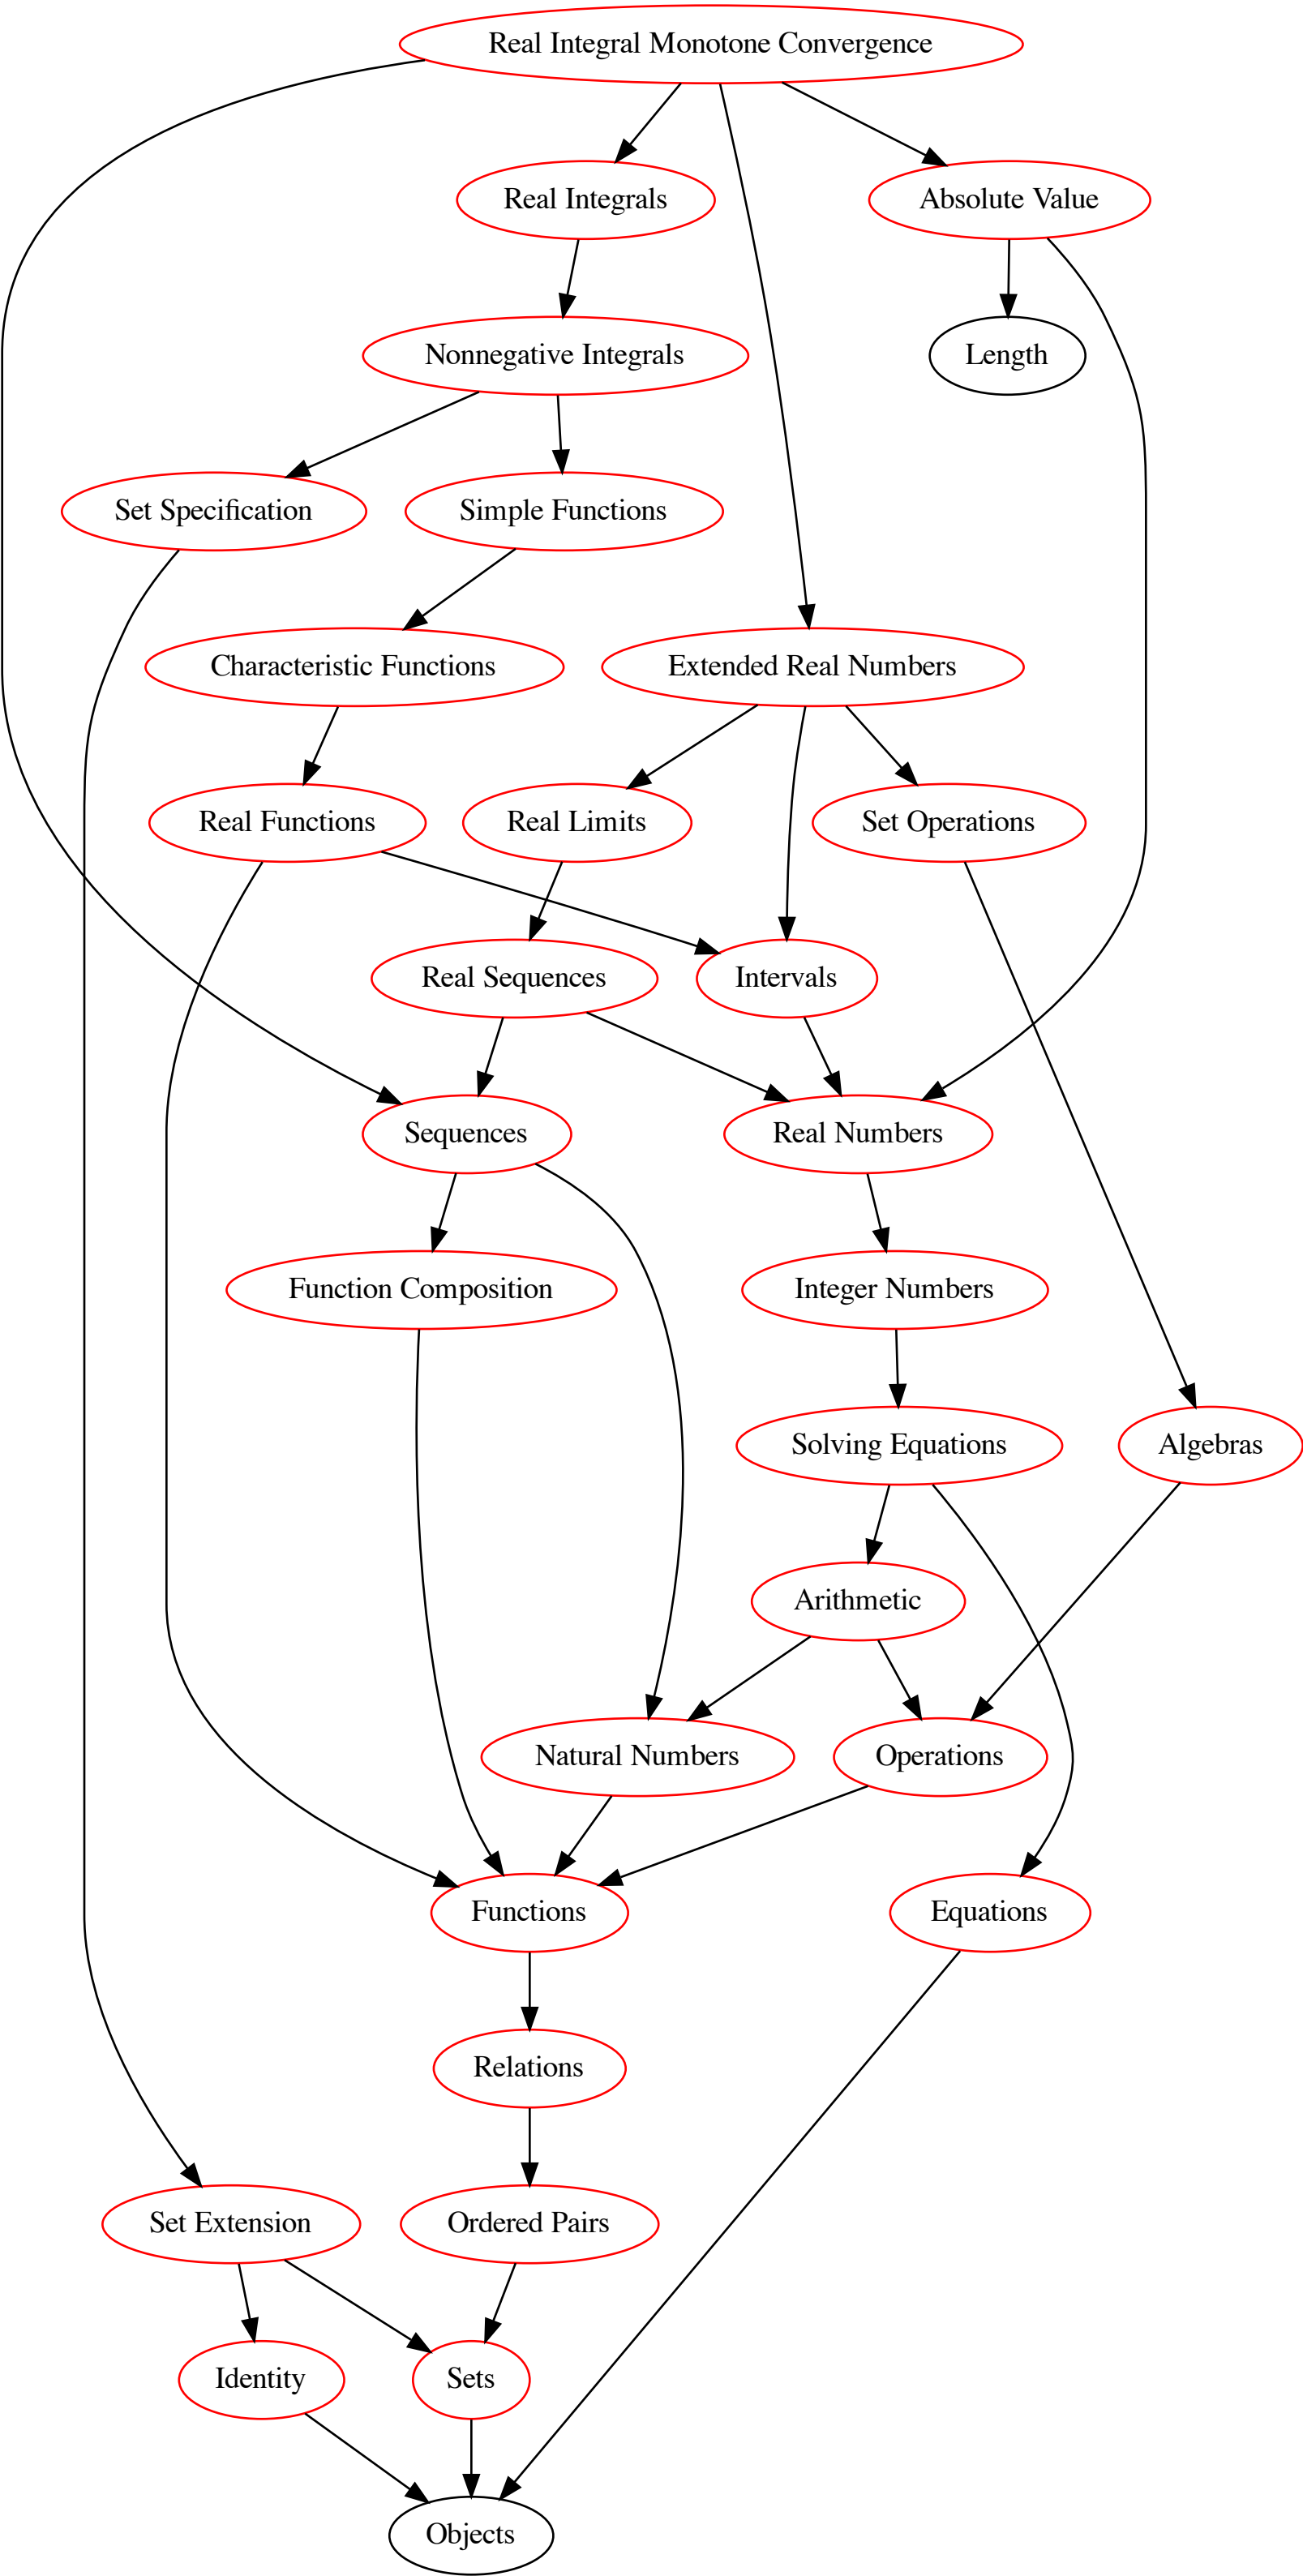 Real Integral Monotone Convergence
Real Integrals
Absolute Value
Nonnegative Integrals
Length
Set Specification
Simple Functions
Characteristic Functions
Extended Real Numbers
Real Functions
Real Limits
Set Operations
Real Sequences
Intervals
Sequences
Real Numbers
Function Composition
Integer Numbers
Solving Equations
Algebras
Arithmetic
Natural Numbers
Operations
Functions
Equations
Relations
Set Extension
Ordered Pairs
Identity
Sets
Objects